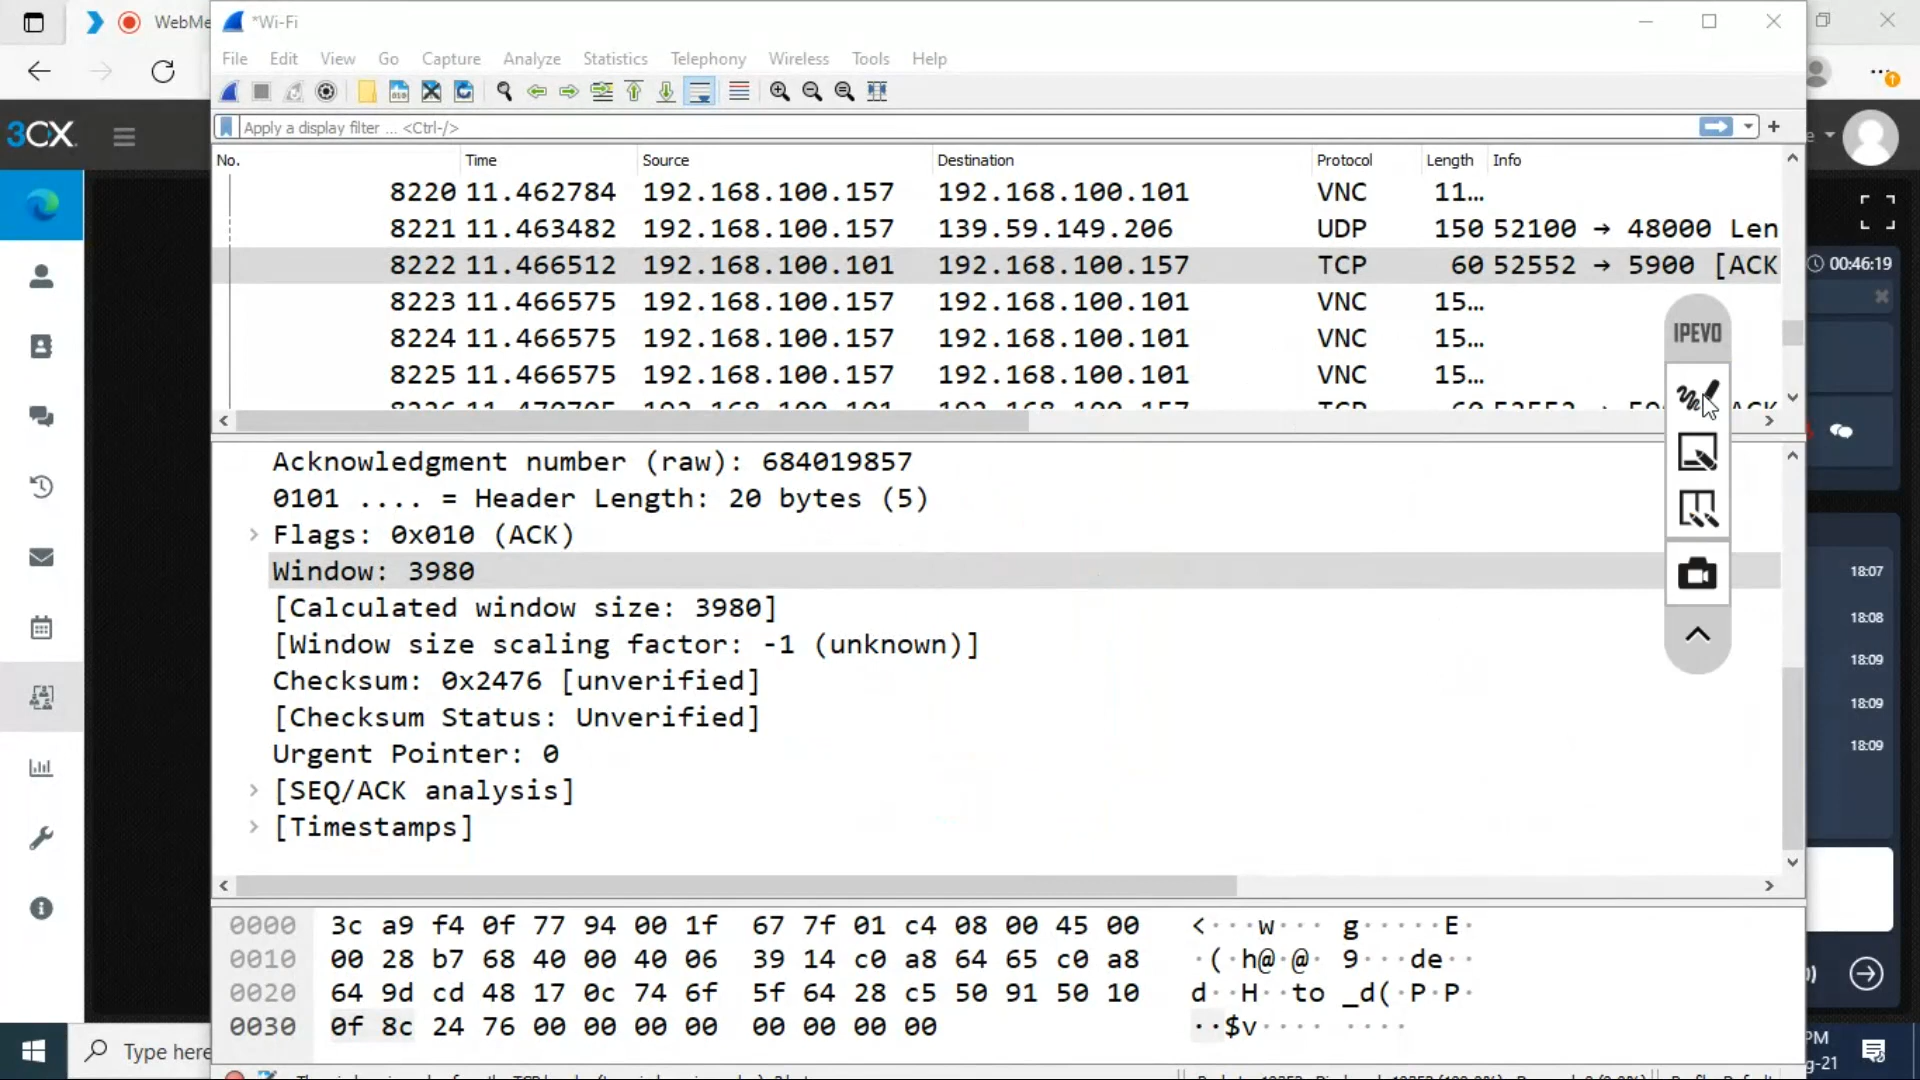 WebMe
*Wi-Fi
File Edit View Go Capture Analyze Statistics Telephony Wireless Tools Help
3CX
Apply a display filter ... <Ctrl-/>
No. Time Source Destination Protocol Length Info
8220 11.462784 192.168.100.157 192.168.100.101 VNC 11…
8221 11.463482 192.168.100.157 139.59.149.206 UDP 150 52100 → 48000 Len
8222 11.466512 192.168.100.101 192.168.100.157 TCP 60 52552 → 5900 [ACK
00:46:19
8223 11.466575 192.168.100.157 192.168.100.101 VNC 15…
IPEVO
8224 11.466575 192.168.100.157 192.168.100.101 VNC 15…
8225 11.466575 192.168.100.157 192.168.100.101 VNC 15…
Acknowledgment number (raw): 684019857
0101 .... = Header Length: 20 bytes (5)
Flags: 0x010 (ACK)
Window: 3980
18:07
[Calculated window size: 3980]
18:08
[Window size scaling factor: -1 (unknown)]
18:09
Checksum: 0x2476 [unverified]
18:09
[Checksum Status: Unverified]
18:09
Urgent Pointer: 0
[SEQ/ACK analysis]
[Timestamps]
0000 3c a9 f4 0f 77 94 00 1f 67 7f 01 c4 08 00 45 00 <···w··· g·····E·
0010 00 28 b7 68 40 00 40 06 39 14 c0 a8 64 65 c0 a8 ·(·h@·@· 9···de··
0020 64 9d cd 48 17 0c 74 6f 5f 64 28 c5 50 91 50 10 d··H··to _d(·P·P·
0030 0f 8c 24 76 00 00 00 00 00 00 00 00 ··$v···· ····
Type here
PM
g-21